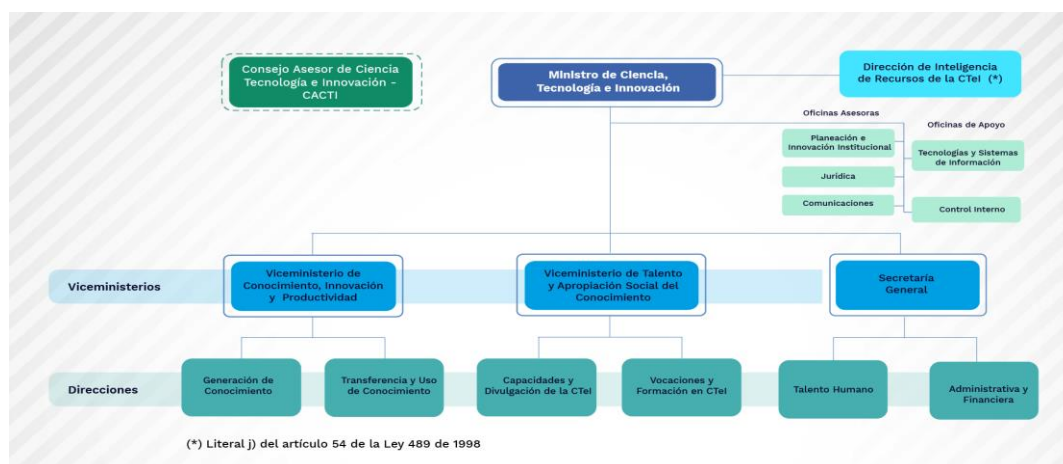 Consejo Asesor de Ciencia
Tecnología e Innovación -
CACTI
Ministro de Ciencia,
Tecnología e Innovación
Dirección de Inteligencia
de Recursos de la CTeI (*)
Oficinas Asesoras
Oficinas de Apoyo
Planeación e
Innovación Institucional
Tecnologías y Sistemas
de Información
Jurídica
Comunicaciones
Control Interno
Viceministerios
Viceministerio de
Conocimiento, Innovación
y Productividad
Viceministerio de Talento
y Apropiación Social del
Conocimiento
Secretaría
General
Direcciones
Generación de
Conocimiento
Transferencia y Uso
de Conocimiento
Capacidades y
Divulgación de la CTeI
Vocaciones y
Formación en CTeI
Talento Humano
Administrativa y
Financiera
(*) Literal j) del artículo 54 de la Ley 489 de 1998